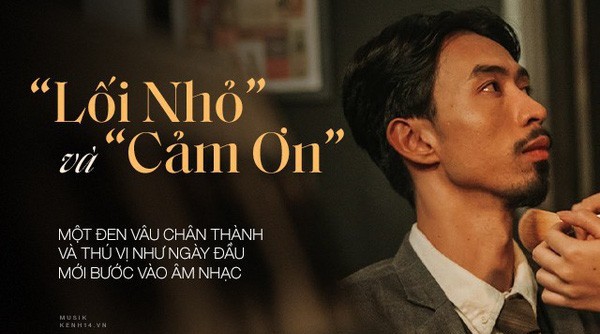 “Lối Nhỏ”
và “Cảm Ơn”
MỘT ĐEN VÂU CHÂN THÀNH
VÀ THÚ VỊ NHƯ NGÀY ĐẦU
MỚI BƯỚC VÀO ÂM NHẠC
MUSIK
KENH14.VN